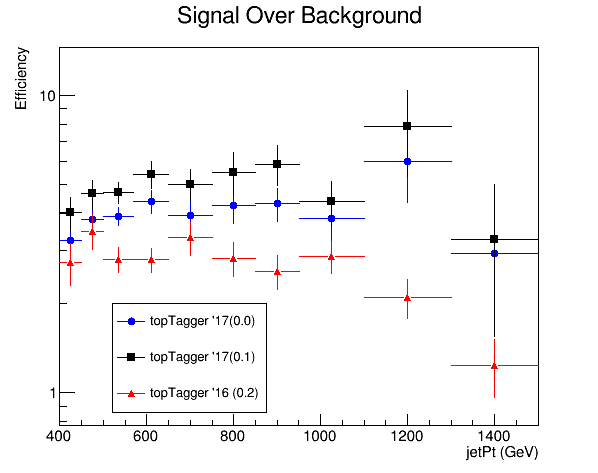 Signal Over Background
Efficiency
10
1
topTagger '17(0.0)
topTagger '17(0.1)
topTagger '16 (0.2)
400 600 800 1000 1200 1400
jetPt (GeV)